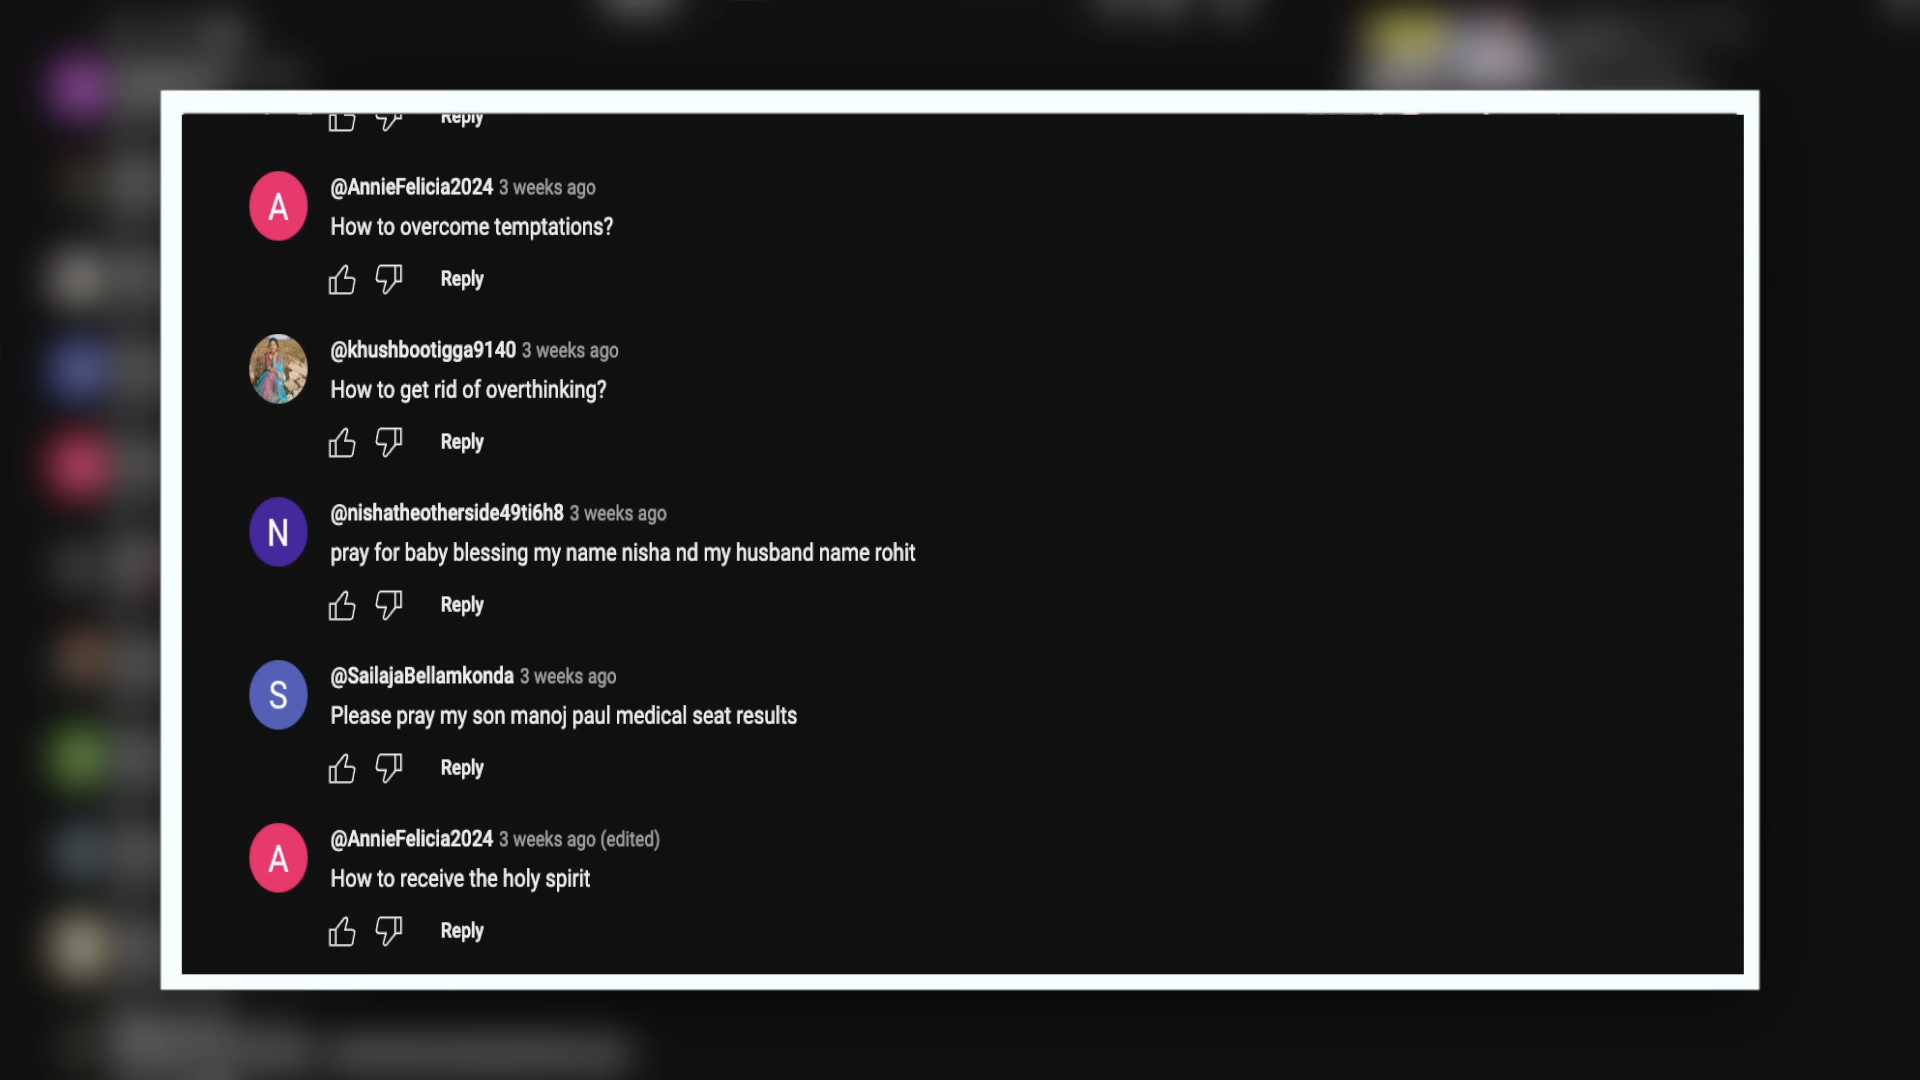 Reply
A
@AnnieFelicia2024 3 weeks ago
How to overcome temptations?
Reply
@khushbootigga9140 3 weeks ago
How to get rid of overthinking?
Reply
N
@nishatheotherside49ti6h8 3 weeks ago
pray for baby blessing my name nisha nd my husband name rohit
Reply
S
@SailajaBellamkonda 3 weeks ago
Please pray my son manoj paul medical seat results
Reply
A
@AnnieFelicia2024 3 weeks ago (edited)
How to receive the holy spirit
Reply